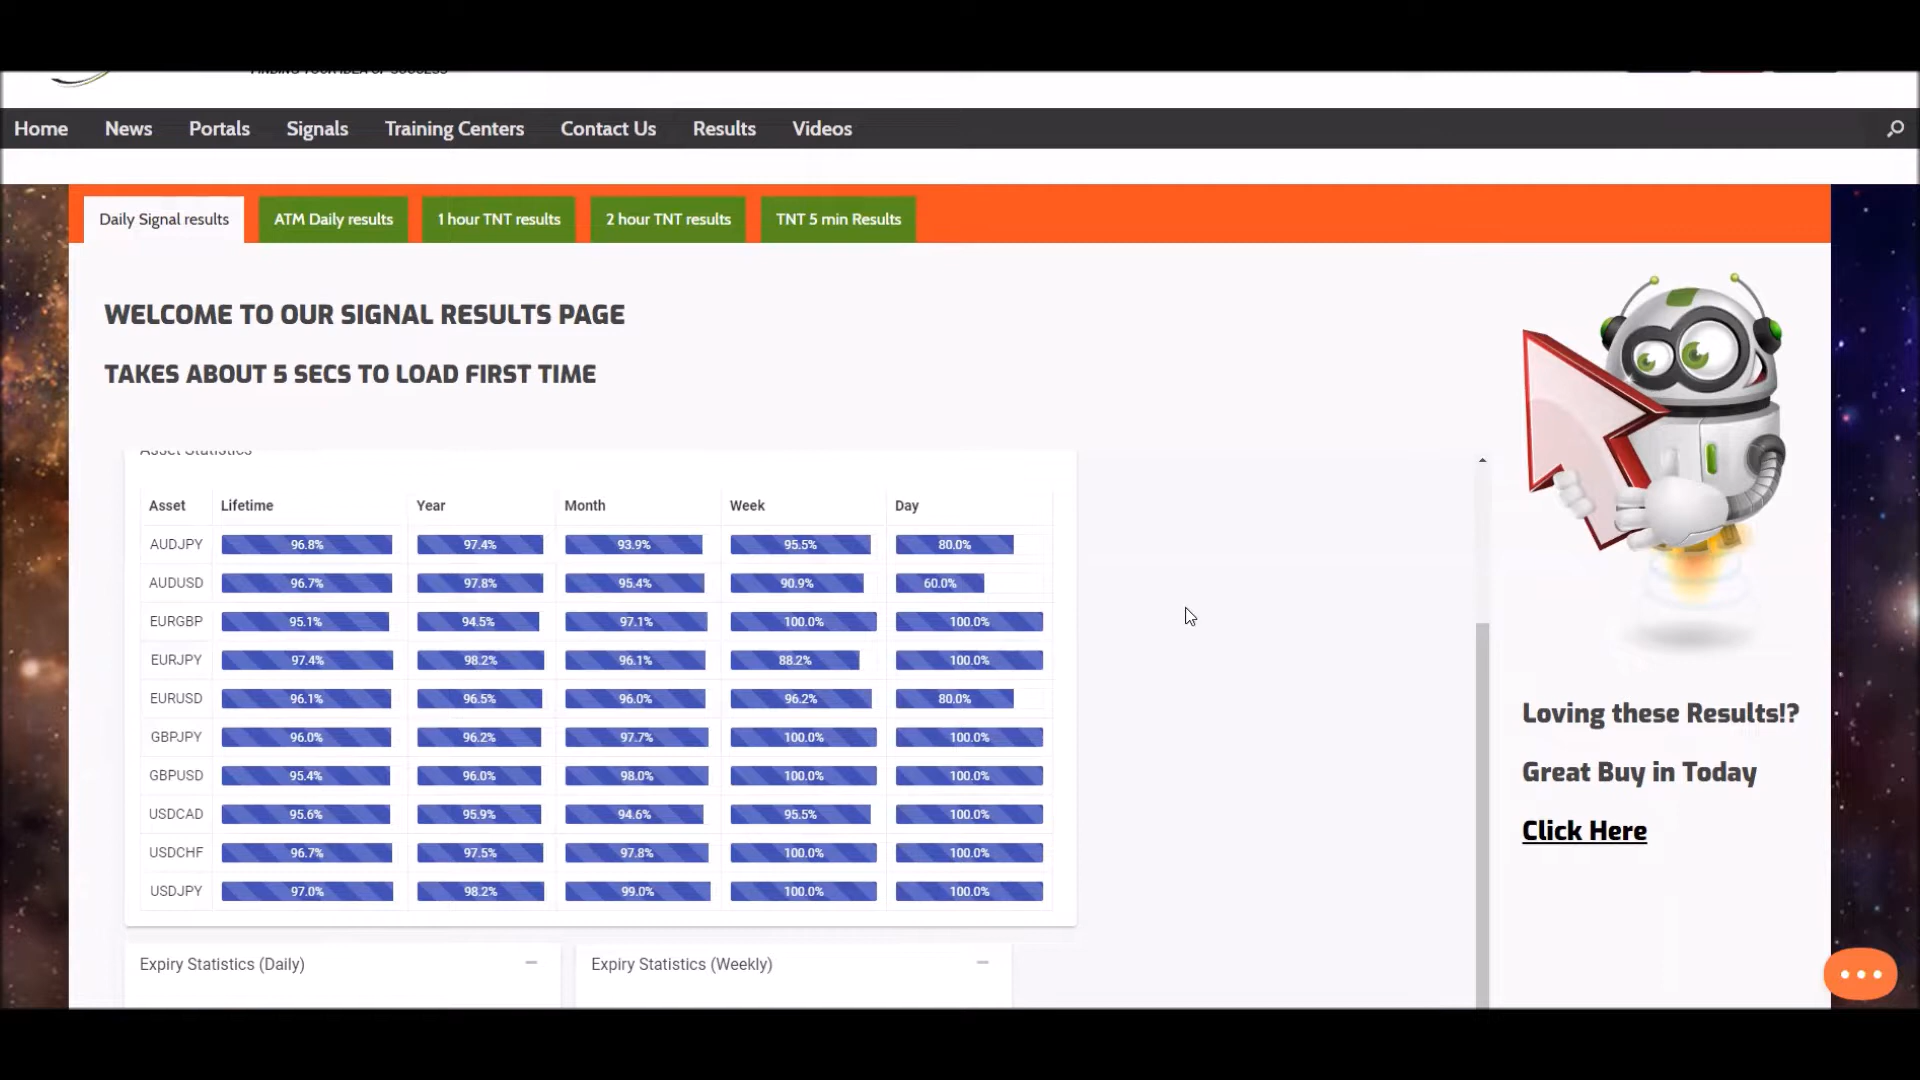 FINDING YOUR IDEA OF SUCCESS
Home News Portals Signals Training Centers Contact Us Results Videos
Daily Signal results ATM Daily results 1 hour TNT results 2 hour TNT results TNT 5 min Results
WELCOME TO OUR SIGNAL RESULTS PAGE
TAKES ABOUT 5 SECS TO LOAD FIRST TIME
Asset Statistics
Asset Lifetime Year Month Week Day
AUDJPY 96.8% 97.4% 93.9% 95.5% 80.0%
AUDUSD 96.7% 97.8% 95.4% 90.9% 60.0%
EURGBP 95.1% 94.5% 97.1% 100.0% 100.0%
EURJPY 97.4% 98.2% 96.1% 88.2% 100.0%
EURUSD 96.1% 96.5% 96.0% 96.2% 80.0%
GBPJPY 96.0% 96.2% 97.7% 100.0% 100.0%
GBPUSD 95.4% 96.0% 98.0% 100.0% 100.0%
USDCAD 95.6% 95.9% 94.6% 95.5% 100.0%
USDCHF 96.7% 97.5% 97.8% 100.0% 100.0%
USDJPY 97.0% 98.2% 99.0% 100.0% 100.0%
Expiry Statistics (Daily) Expiry Statistics (Weekly)
Loving these Results!?
Great Buy in Today
Click Here